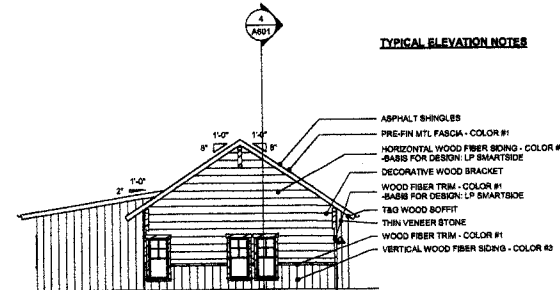 4
A601
TYPICAL ELEVATION NOTES
ASPHALT SHINGLES
PRE-FIN MTL FASCIA - COLOR #1
HORIZONTAL WOOD FIBER SIDING - COLOR #
-BASIS FOR DESIGN: LP SMARTSIDE
DECORATIVE WOOD BRACKET
WOOD FIBER TRIM - COLOR #1
-BASIS FOR DESIGN: LP SMARTSIDE
T&G WOOD SOFFIT
THIN VENEER STONE
WOOD FIBER TRIM - COLOR #1
VERTICAL WOOD FIBER SIDING - COLOR #3
1'-0" 1'-0"
8" 8"
1'-0"
2"